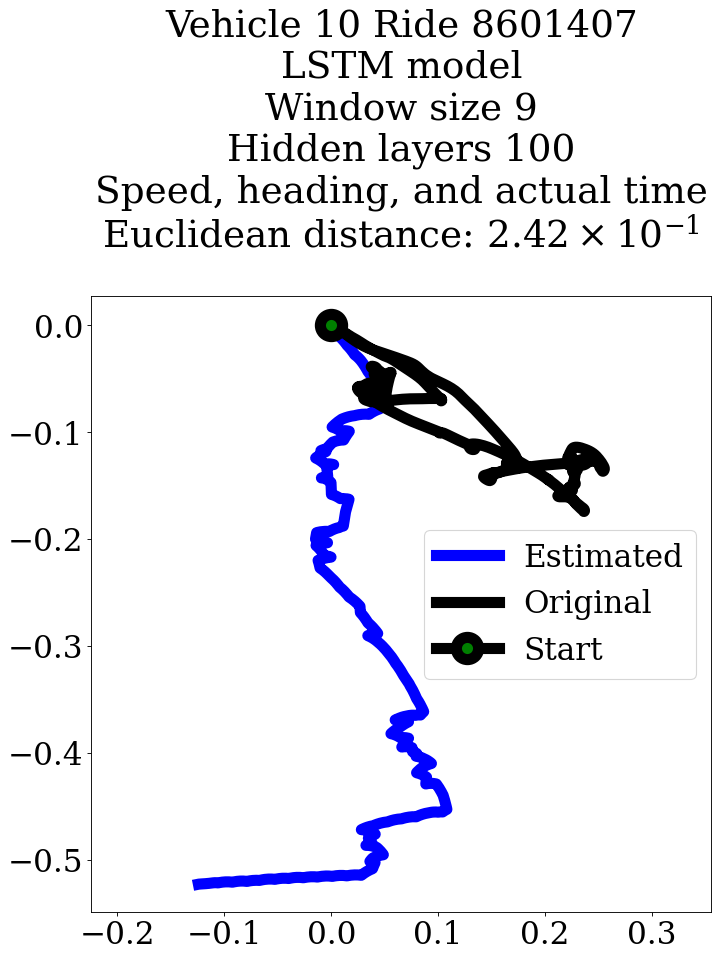 Vehicle 10 Ride 8601407
LSTM model
Window size 9
Hidden layers 100
Speed, heading, and actual time
Euclidean distance: 2.42 × 10⁻¹
0.0
−0.1
−0.2
−0.3
−0.4
−0.5
Estimated
Original
Start
−0.2 −0.1 0.0 0.1 0.2 0.3